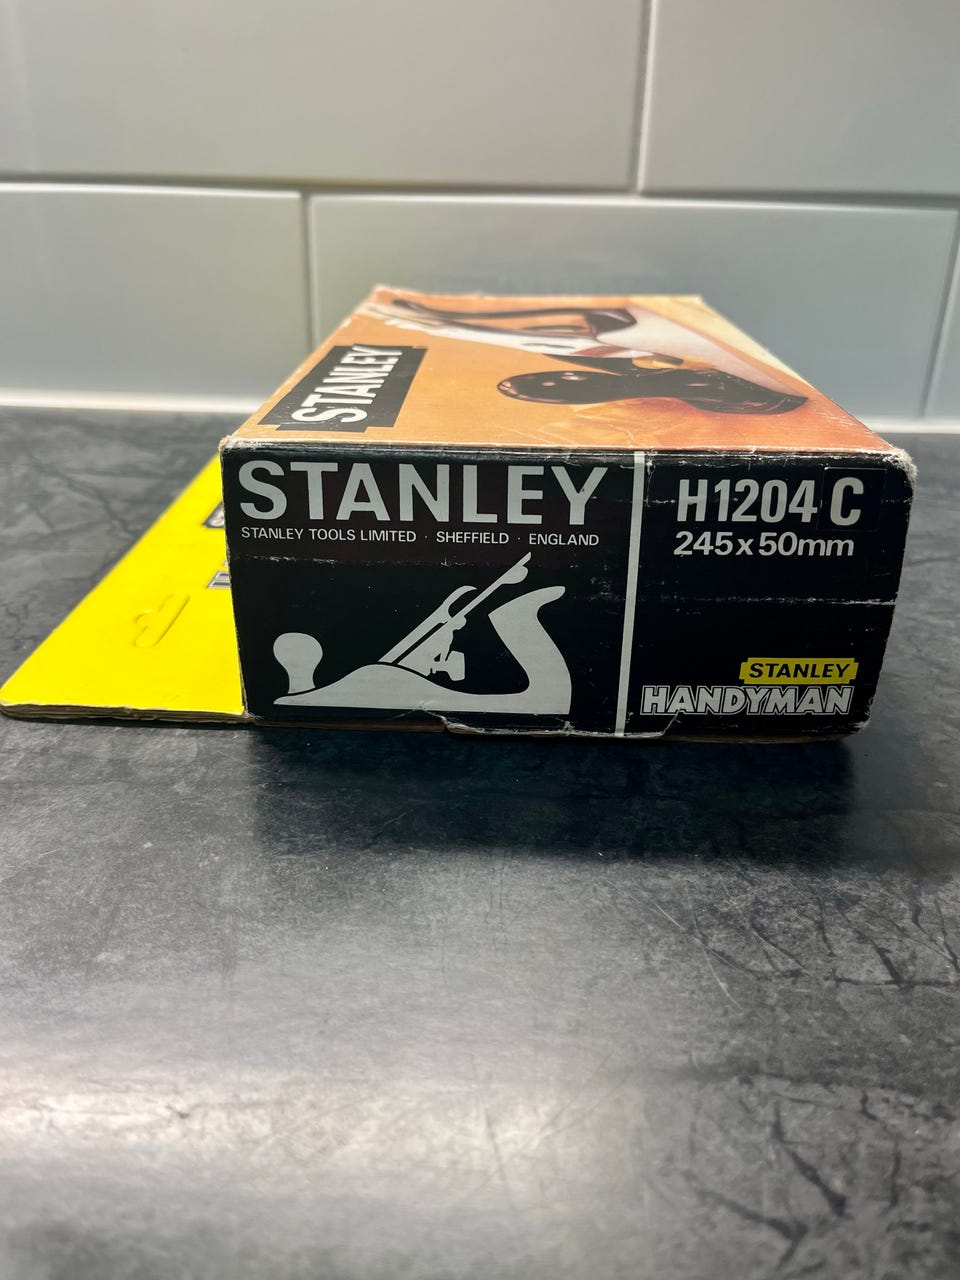 STANLEY
STANLEY
STANLEY TOOLS LIMITED · SHEFFIELD · ENGLAND
H1204 C
245x50mm
STANLEY
HANDYMAN